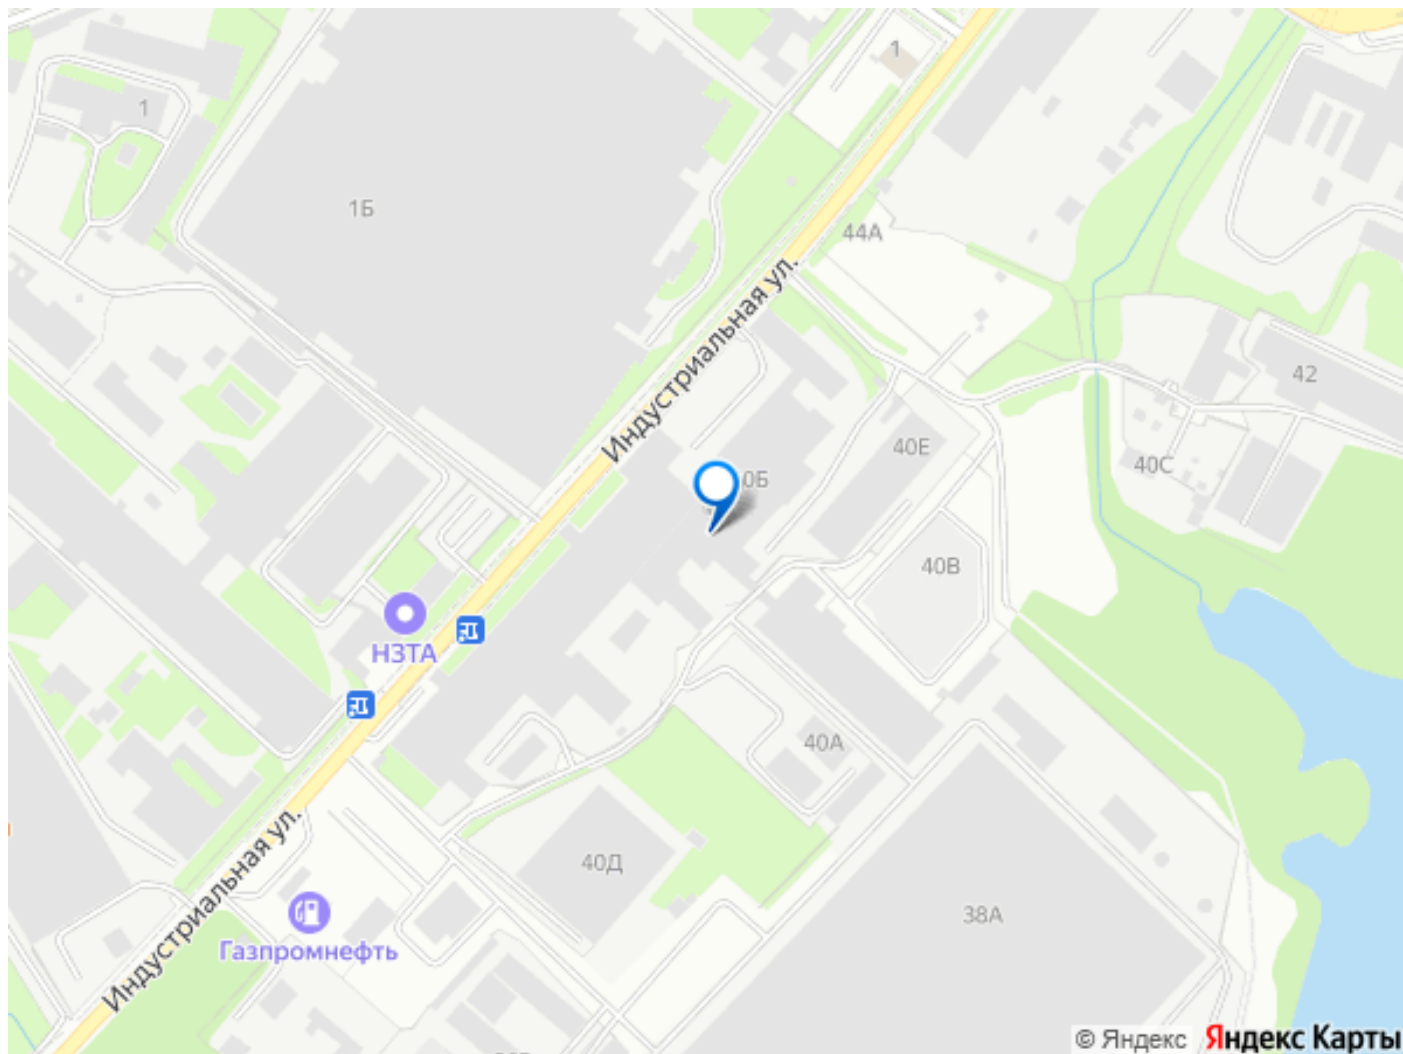 1
1
1Б
44А
Индустриальная ул.
42
40Е
40С
0Б
40В
НЗТА
40А
Индустриальная ул.
40Д
38А
Газпромнефть
© Яндекс
Яндекс Карты